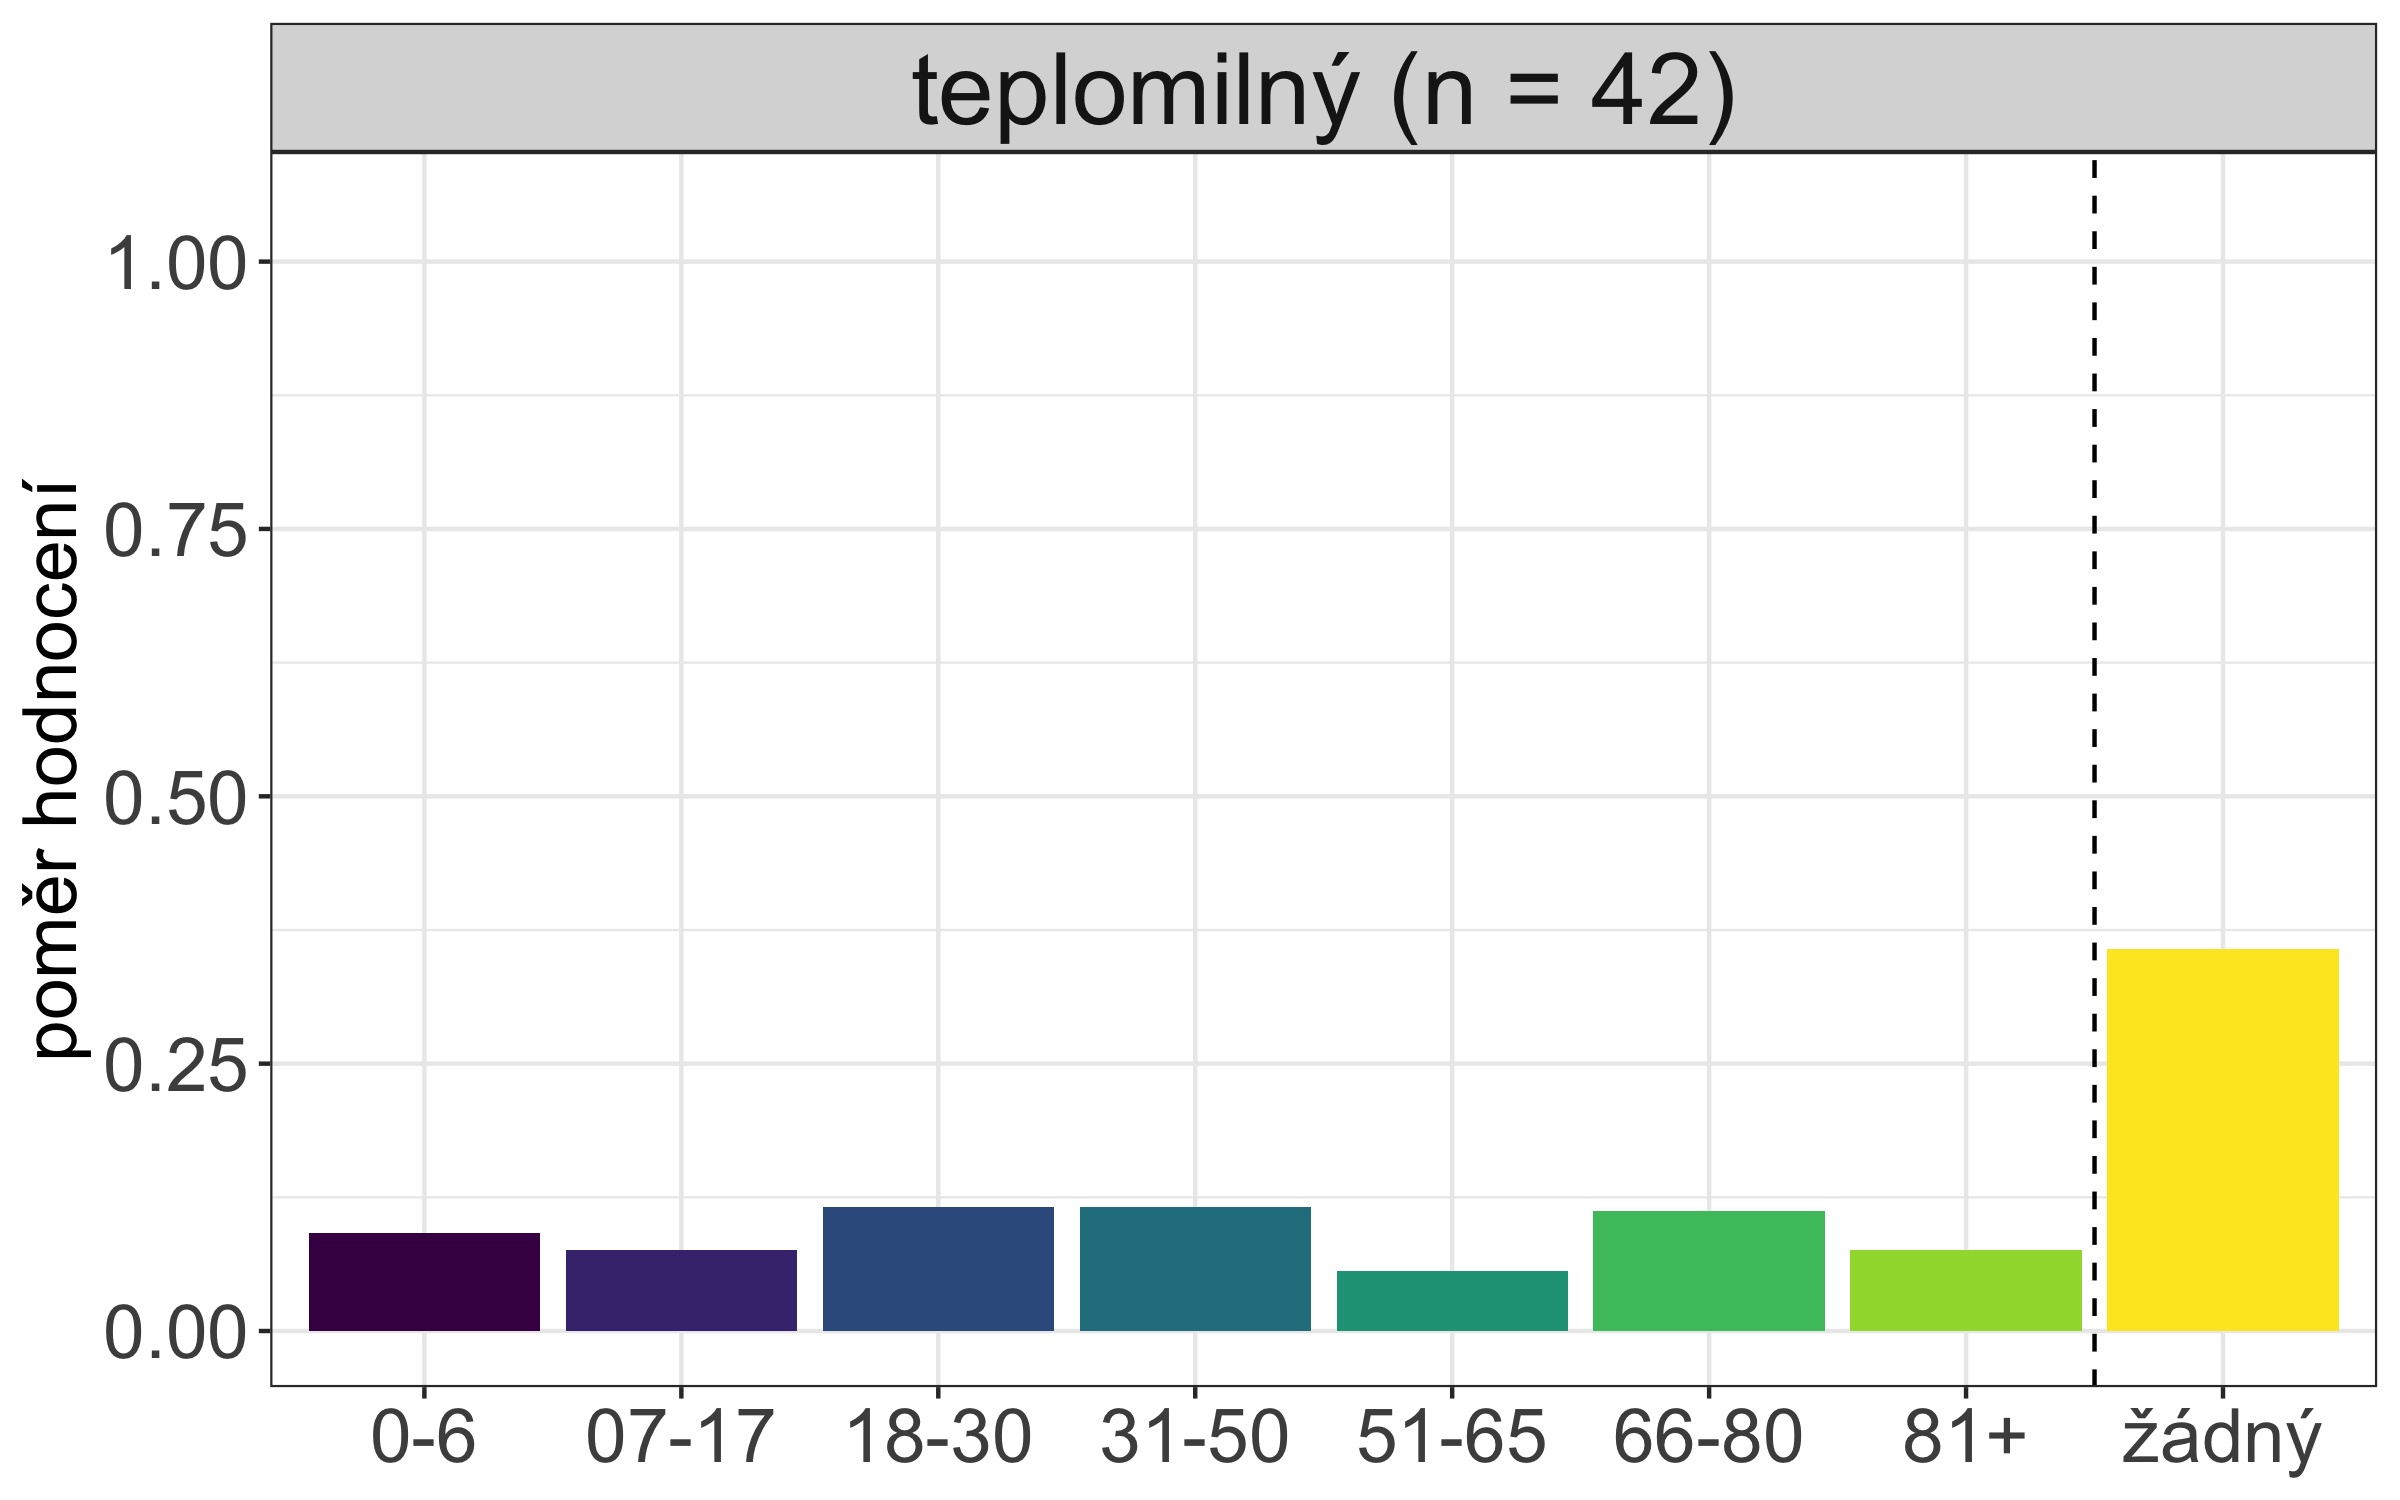 teplomilný (n = 42)
poměr hodnocení
1.00
0.75
0.50
0.25
0.00
0-6 07-17 18-30 31-50 51-65 66-80 81+ žádný